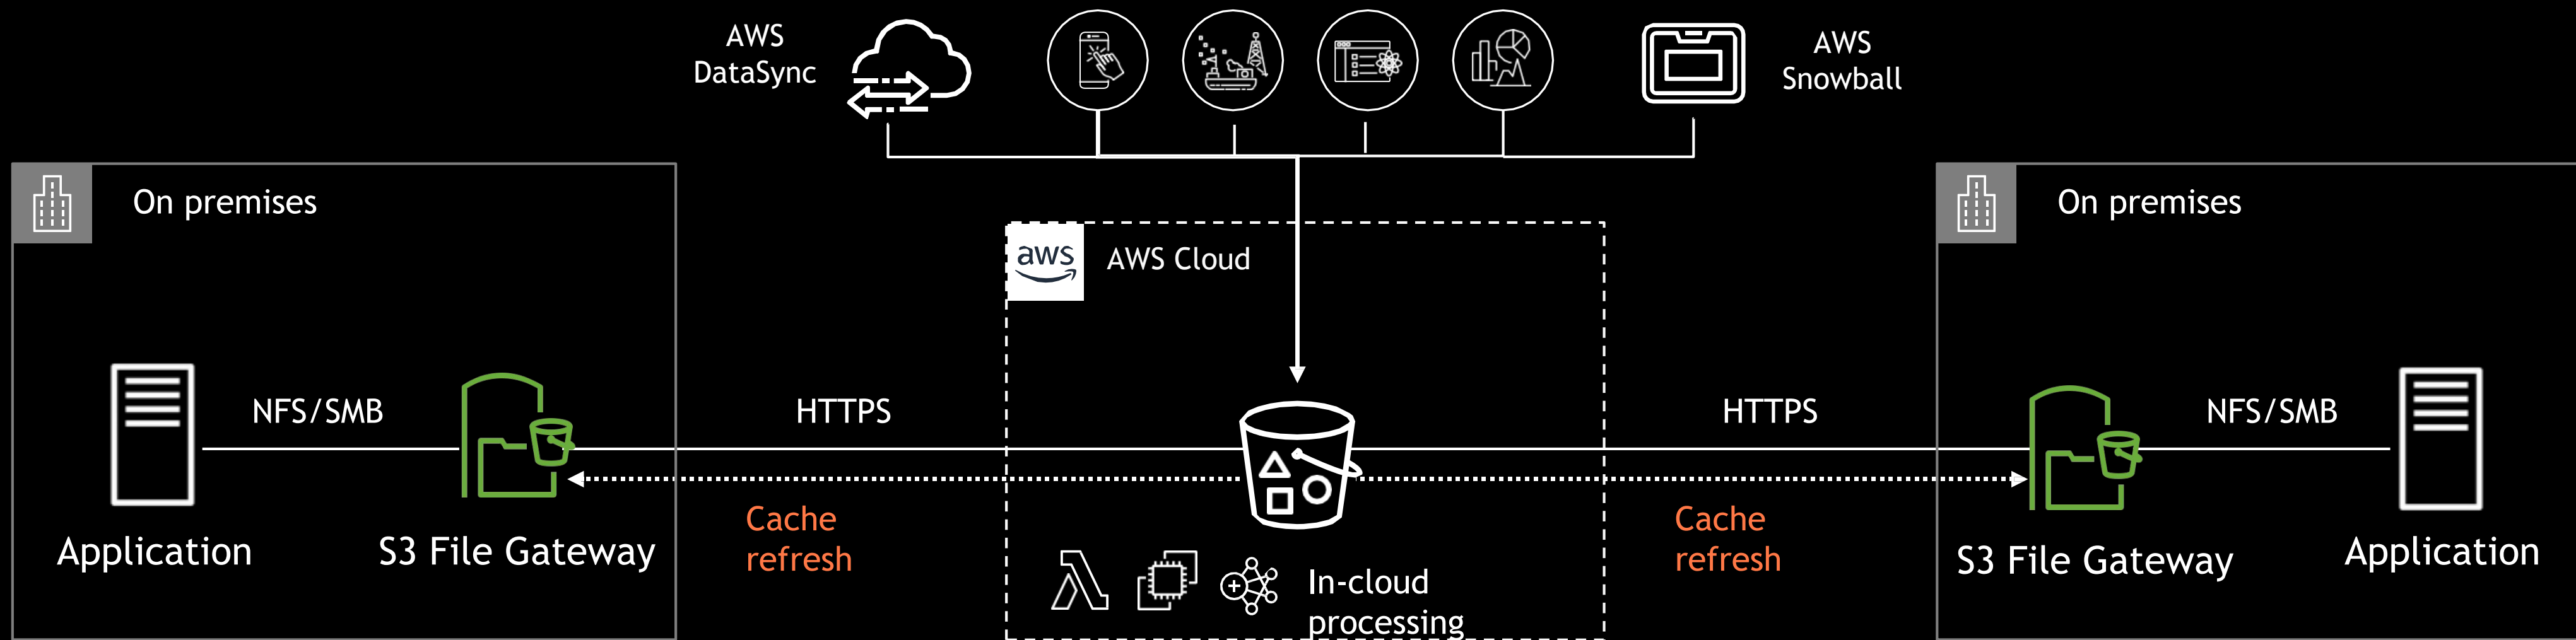 AWS
DataSync
AWS
Snowball
On premises
On premises
aws
AWS Cloud
NFS/SMB
HTTPS
HTTPS
NFS/SMB
Cache
refresh
Cache
refresh
Application
S3 File Gateway
S3 File Gateway
Application
In-cloud
processing